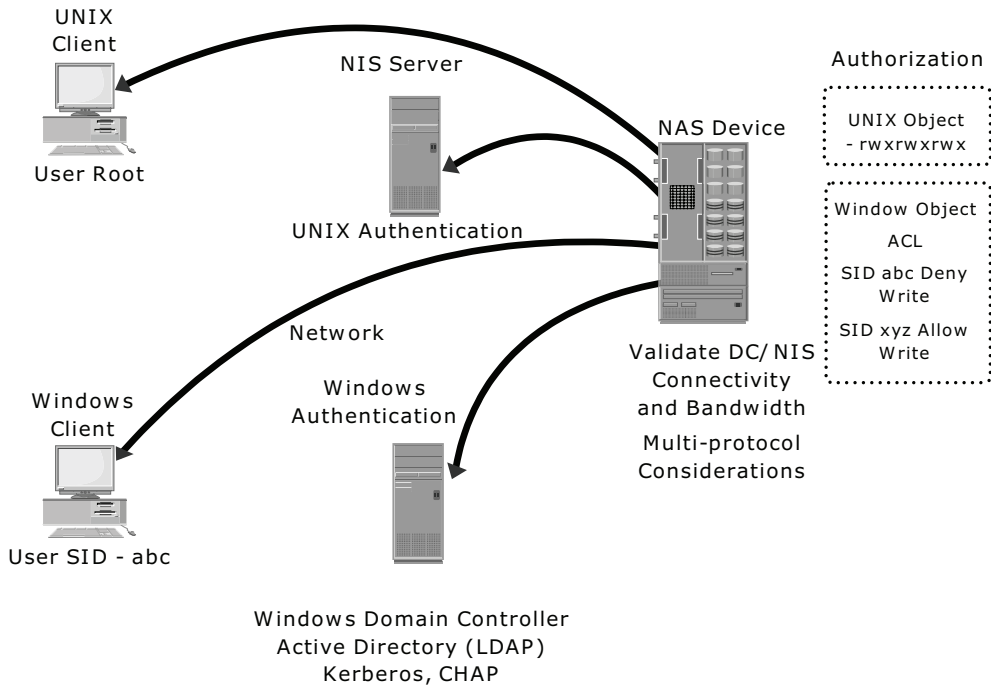 UNIX
Client
User Root
NIS Server
UNIX Authentication
NAS Device
Authorization
UNIX Object
- rwxrwxrwx
Window Object
ACL
SID abc Deny
Write
SID xyz Allow
Write
Validate DC/NIS
Connectivity
and Bandwidth
Multi-protocol
Considerations
Network
Windows
Client
User SID - abc
Windows
Authentication
Windows Domain Controller
Active Directory (LDAP)
Kerberos, CHAP